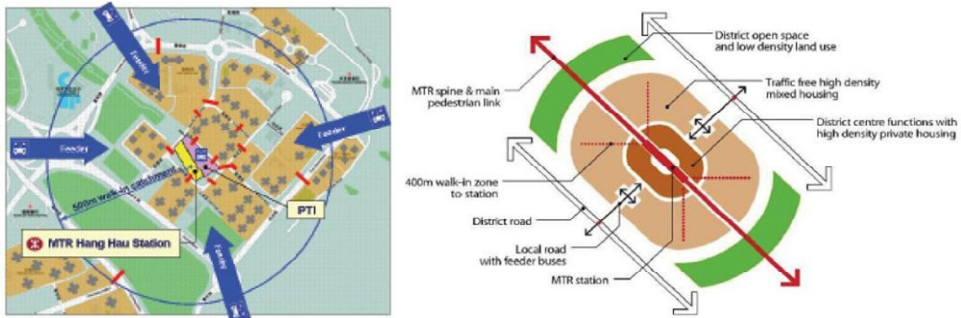 Feeder
Feeder
Feeder
500m walk-in catchment
PTI
MTR Hang Hau Station
Feeder
District open space
and low density land use
MTR spine & main
pedestrian link
Traffic free high density
mixed housing
District centre functions with
high density private housing
400m walk-in zone
to station
District road
Local road
with feeder buses
MTR station